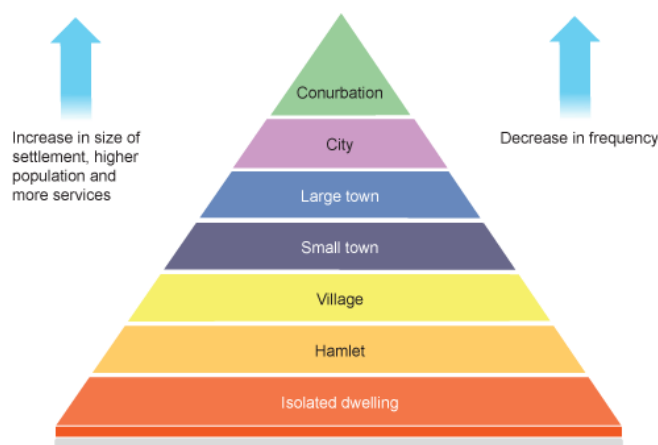 Conurbation
Increase in size of
settlement, higher
population and
more services
City
Decrease in frequency
Large town
Small town
Village
Hamlet
Isolated dwelling